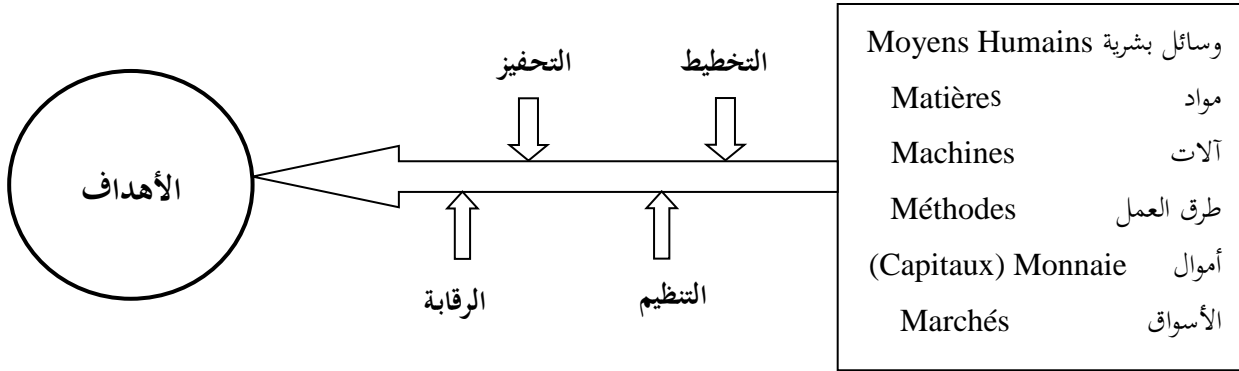 وسائل بشرية Moyens Humains
مواد Matières
آلات Machines
طرق العمل Méthodes
أموال (Capitaux) Monnaie
الأسواق Marchés
التخطيط
التحفيز
التنظيم
الرقابة
الأهداف